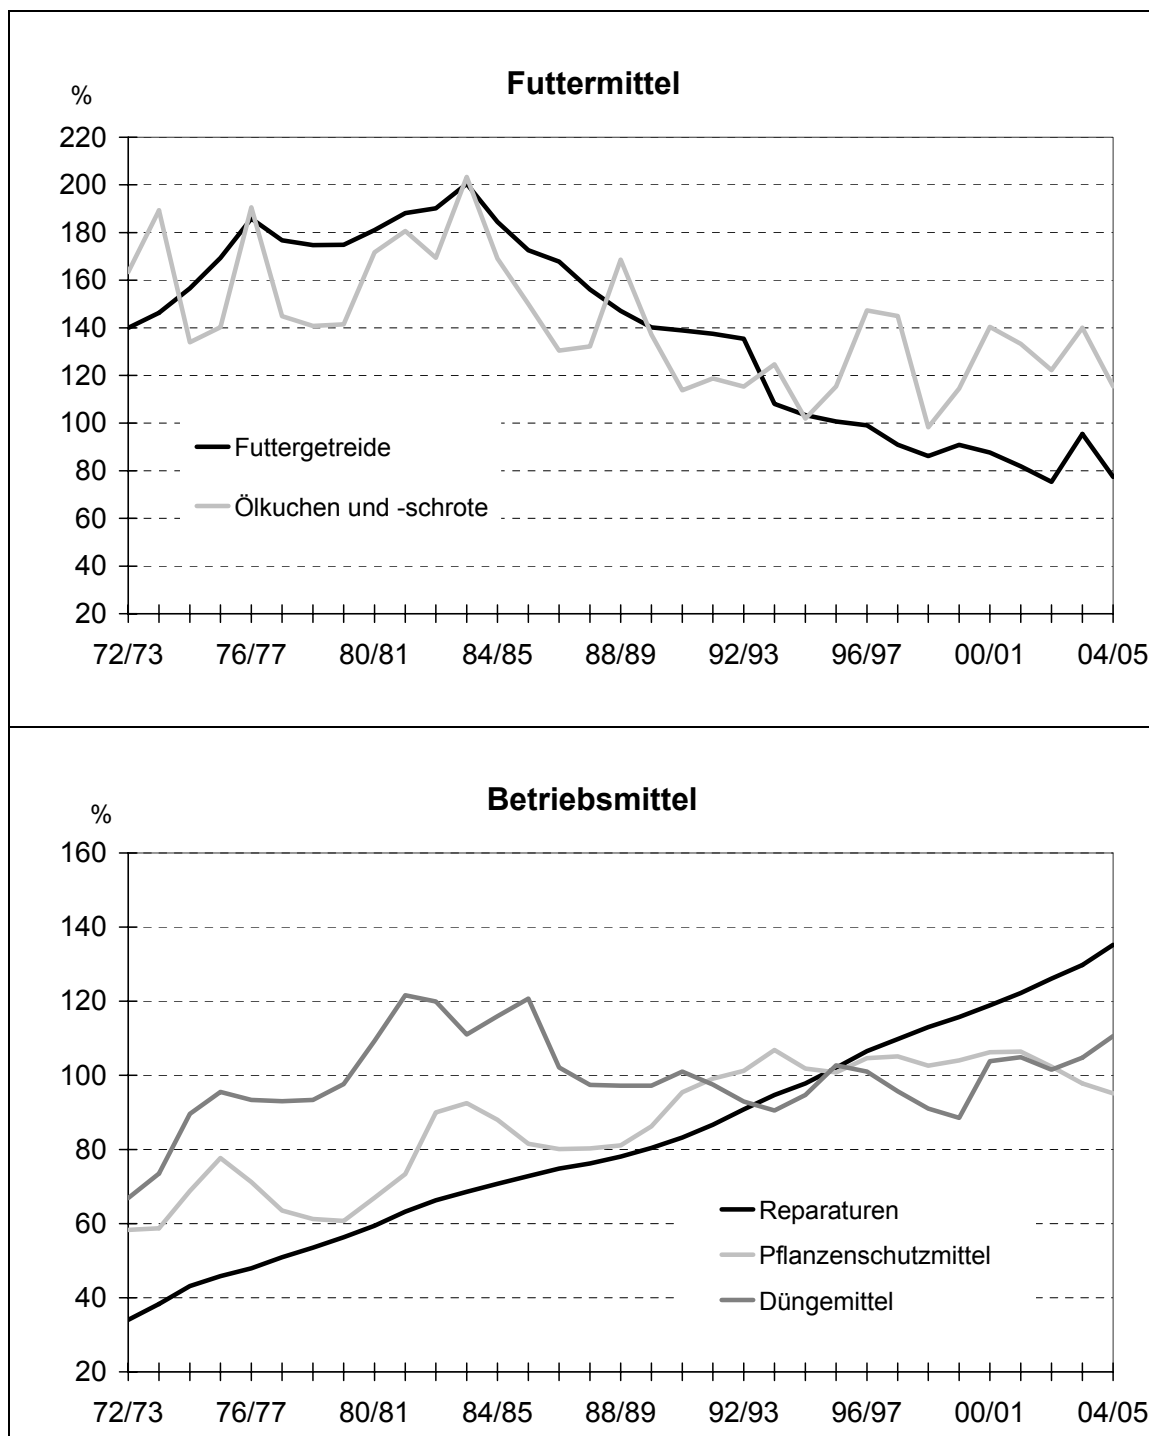 Futtermittel
%
220
200
180
160
140
120
100
80
60
40
20
Futtergetreide
Ölkuchen und -schrote
72/73 76/77 80/81 84/85 88/89 92/93 96/97 00/01 04/05
Betriebsmittel
%
160
140
120
100
80
60
40
20
Reparaturen
Pflanzenschutzmittel
Düngemittel
72/73 76/77 80/81 84/85 88/89 92/93 96/97 00/01 04/05